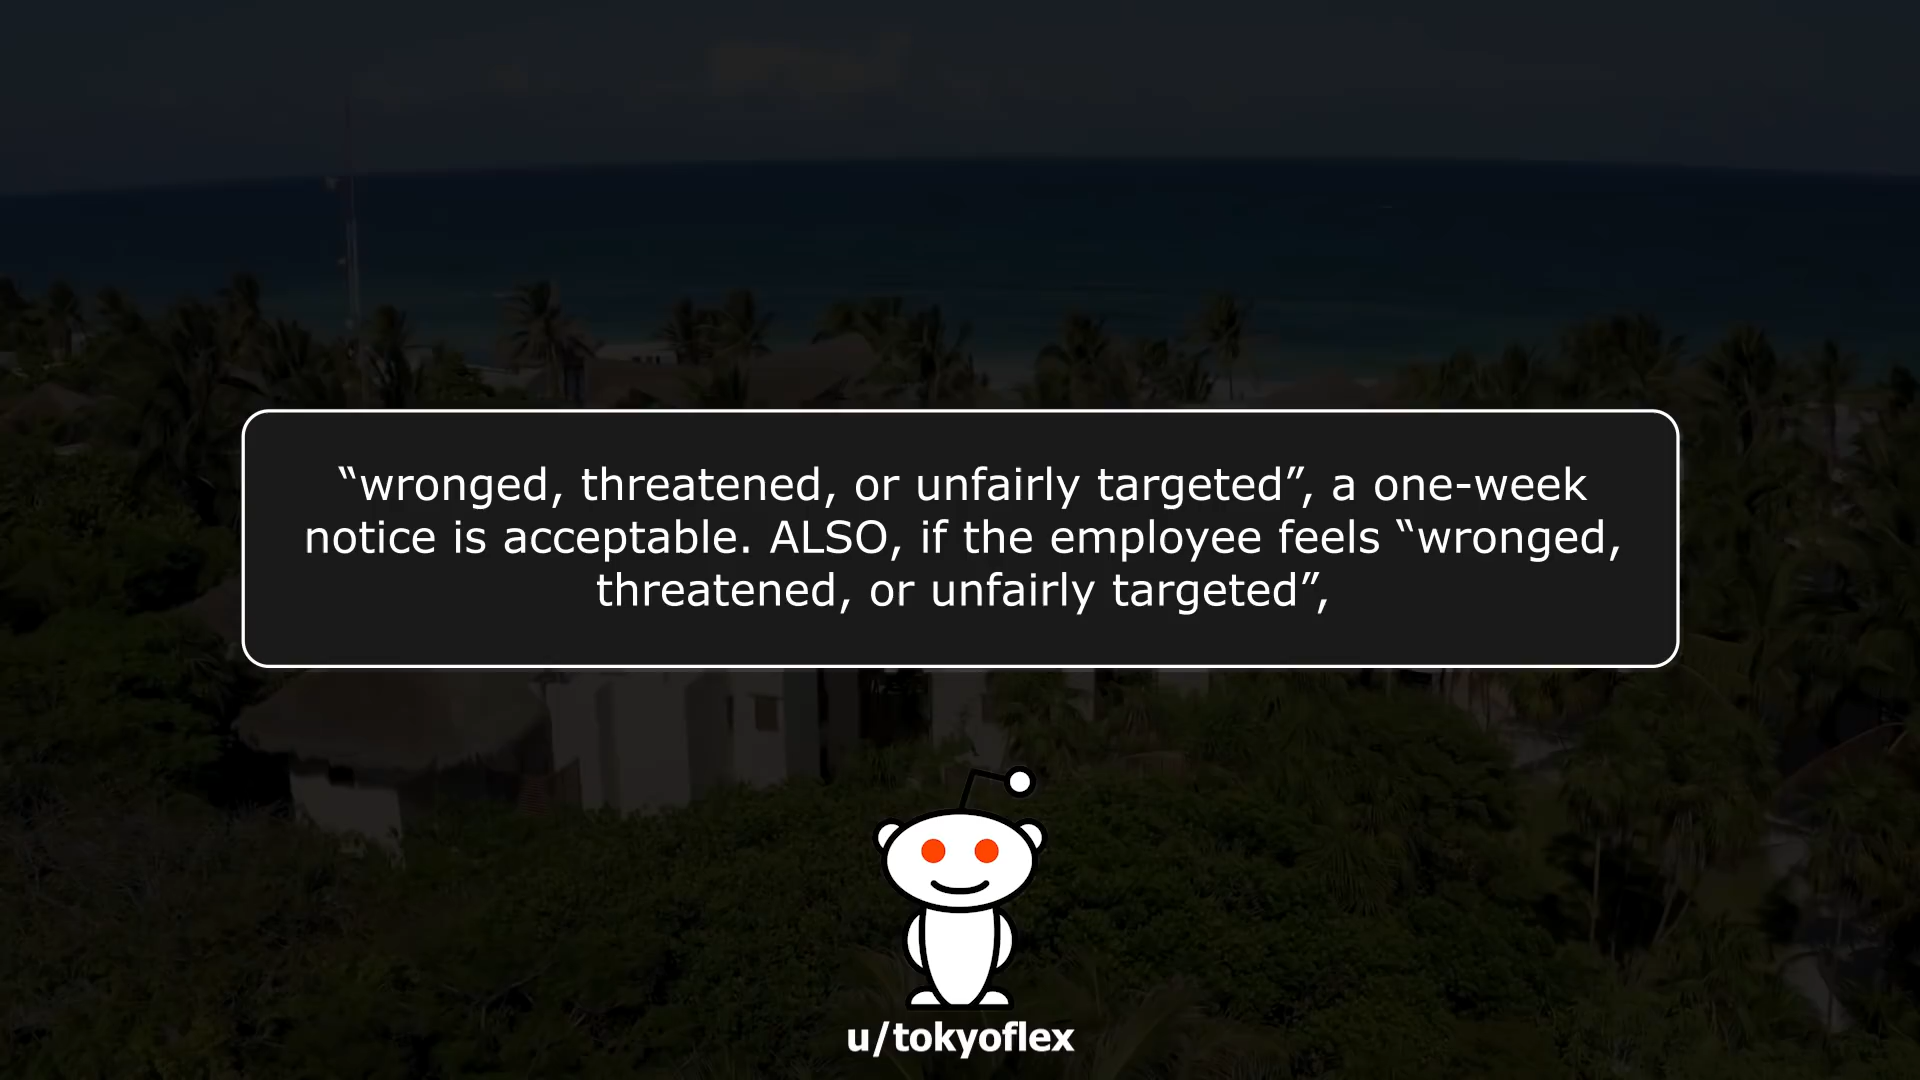 “wronged, threatened, or unfairly targeted”, a one-week
notice is acceptable. ALSO, if the employee feels “wronged,
threatened, or unfairly targeted”,
u/tokyoflex